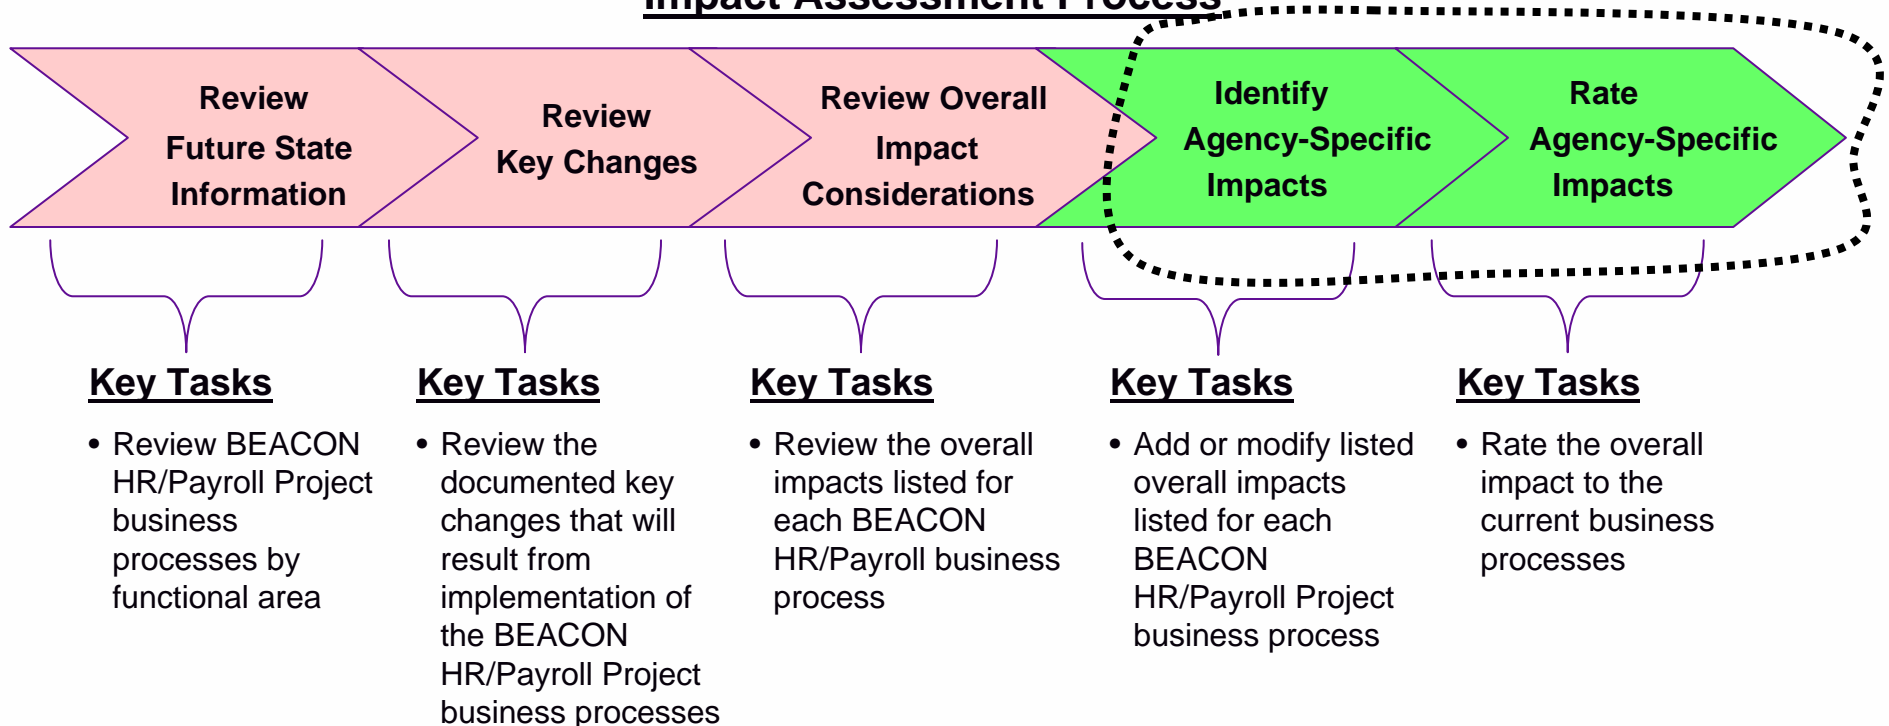 Impact Assessment Process
Review
Future State
Information
Review
Key Changes
Review Overall
Impact
Considerations
Identify
Agency-Specific
Impacts
Rate
Agency-Specific
Impacts
Key Tasks
• Review BEACON
HR/Payroll Project
business
processes by
functional area
Key Tasks
• Review the
documented key
changes that will
result from
implementation of
the BEACON
HR/Payroll Project
business processes
Key Tasks
• Review the overall
impacts listed for
each BEACON
HR/Payroll business
process
Key Tasks
• Add or modify listed
overall impacts
listed for each
BEACON
HR/Payroll Project
business process
Key Tasks
• Rate the overall
impact to the
current business
processes